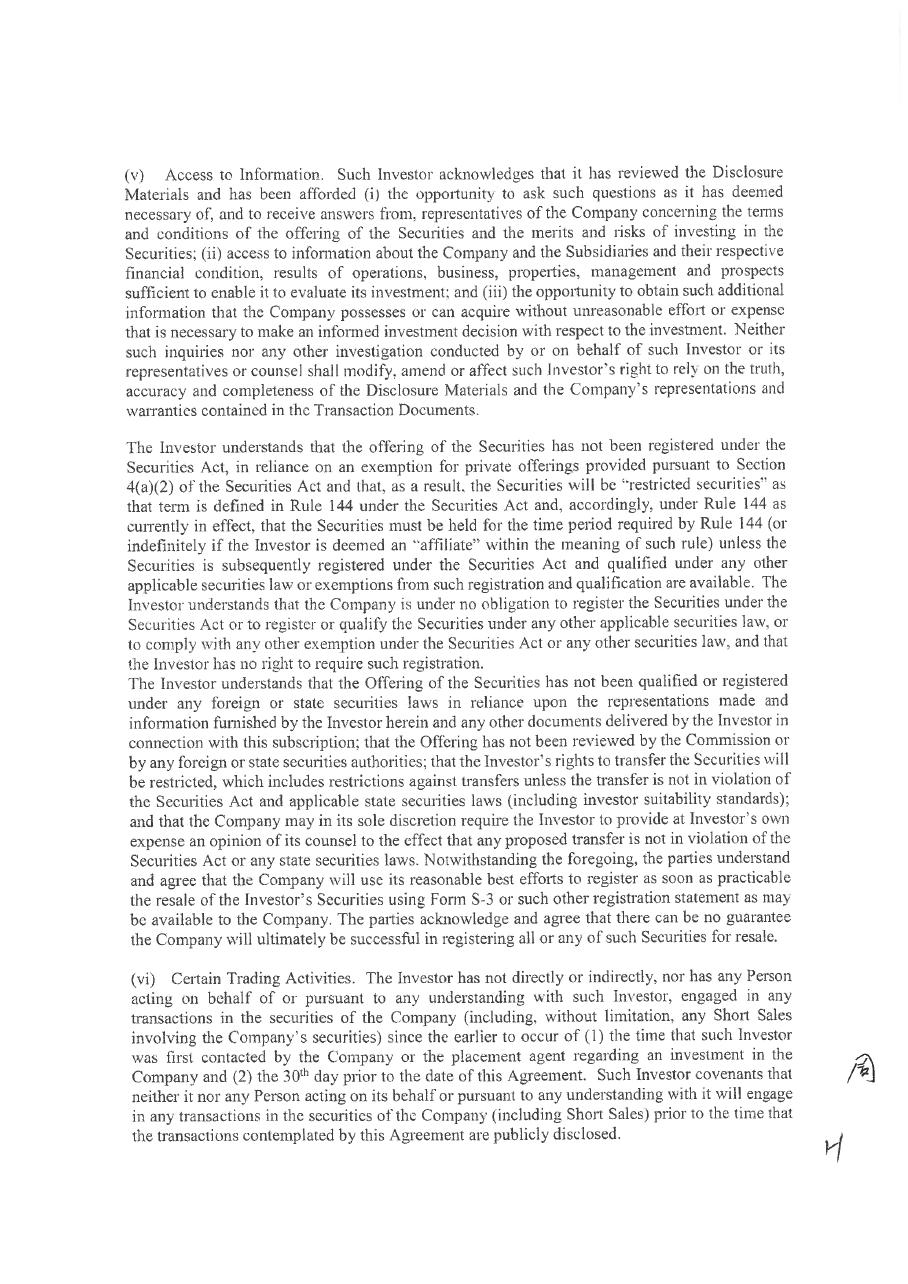 (v) Access to Information. Such Investor acknowledges that it has reviewed the Disclosure
Materials and has been afforded (i) the opportunity to ask such questions as it has deemed
necessary of, and to receive answers from, representatives of the Company concerning the terms
and conditions of the offering of the Securities and the merits and risks of investing in the
Securities; (ii) access to information about the Company and the Subsidiaries and their respective
financial condition, results of operations, business, properties, management and prospects
sufficient to enable it to evaluate its investment; and (iii) the opportunity to obtain such additional
information that the Company possesses or can acquire without unreasonable effort or expense
that is necessary to make an informed investment decision with respect to the investment. Neither
such inquiries nor any other investigation conducted by or on behalf of such Investor or its
representatives or counsel shall modify, amend or affect such Investor's right to rely on the truth,
accuracy and completeness of the Disclosure Materials and the Company's representations and
warranties contained in the Transaction Documents.
The Investor understands that the offering of the Securities has not been registered under the
Securities Act, in reliance on an exemption for private offerings provided pursuant to Section
4(a)(2) of the Securities Act and that, as a result, the Securities will be "restricted securities" as
that term is defined in Rule 144 under the Securities Act and, accordingly, under Rule 144 as
currently in effect, that the Securities must be held for the time period required by Rule 144 (or
indefinitely if the Investor is deemed an "affiliate" within the meaning of such rule) unless the
Securities is subsequently registered under the Securities Act and qualified under any other
applicable securities law or exemptions from such registration and qualification are available. The
Investor understands that the Company is under no obligation to register the Securities under the
Securities Act or to register or qualify the Securities under any other applicable securities law, or
to comply with any other exemption under the Securities Act or any other securities law, and that
the Investor has no right to require such registration.
The Investor understands that the Offering of the Securities has not been qualified or registered
under any foreign or state securities laws in reliance upon the representations made and
information furnished by the Investor herein and any other documents delivered by the Investor in
connection with this subscription; that the Offering has not been reviewed by the Commission or
by any foreign or state securities authorities; that the Investor's rights to transfer the Securities will
be restricted, which includes restrictions against transfers unless the transfer is not in violation of
the Securities Act and applicable state securities laws (including investor suitability standards);
and that the Company may in its sole discretion require the Investor to provide at Investor's own
expense an opinion of its counsel to the effect that any proposed transfer is not in violation of the
Securities Act or any state securities laws. Notwithstanding the foregoing, the parties understand
and agree that the Company will use its reasonable best efforts to register as soon as practicable
the resale of the Investor's Securities using Form S-3 or such other registration statement as may
be available to the Company. The parties acknowledge and agree that there can be no guarantee
the Company will ultimately be successful in registering all or any of such Securities for resale.
(vi) Certain Trading Activities. The Investor has not directly or indirectly, nor has any Person
acting on behalf of or pursuant to any understanding with such Investor, engaged in any
transactions in the securities of the Company (including, without limitation, any Short Sales
involving the Company's securities) since the earlier to occur of (1) the time that such Investor
was first contacted by the Company or the placement agent regarding an investment in the
Company and (2) the 30th day prior to the date of this Agreement. Such Investor covenants that
neither it nor any Person acting on its behalf or pursuant to any understanding with it will engage
in any transactions in the securities of the Company (including Short Sales) prior to the time that
the transactions contemplated by this Agreement are publicly disclosed.